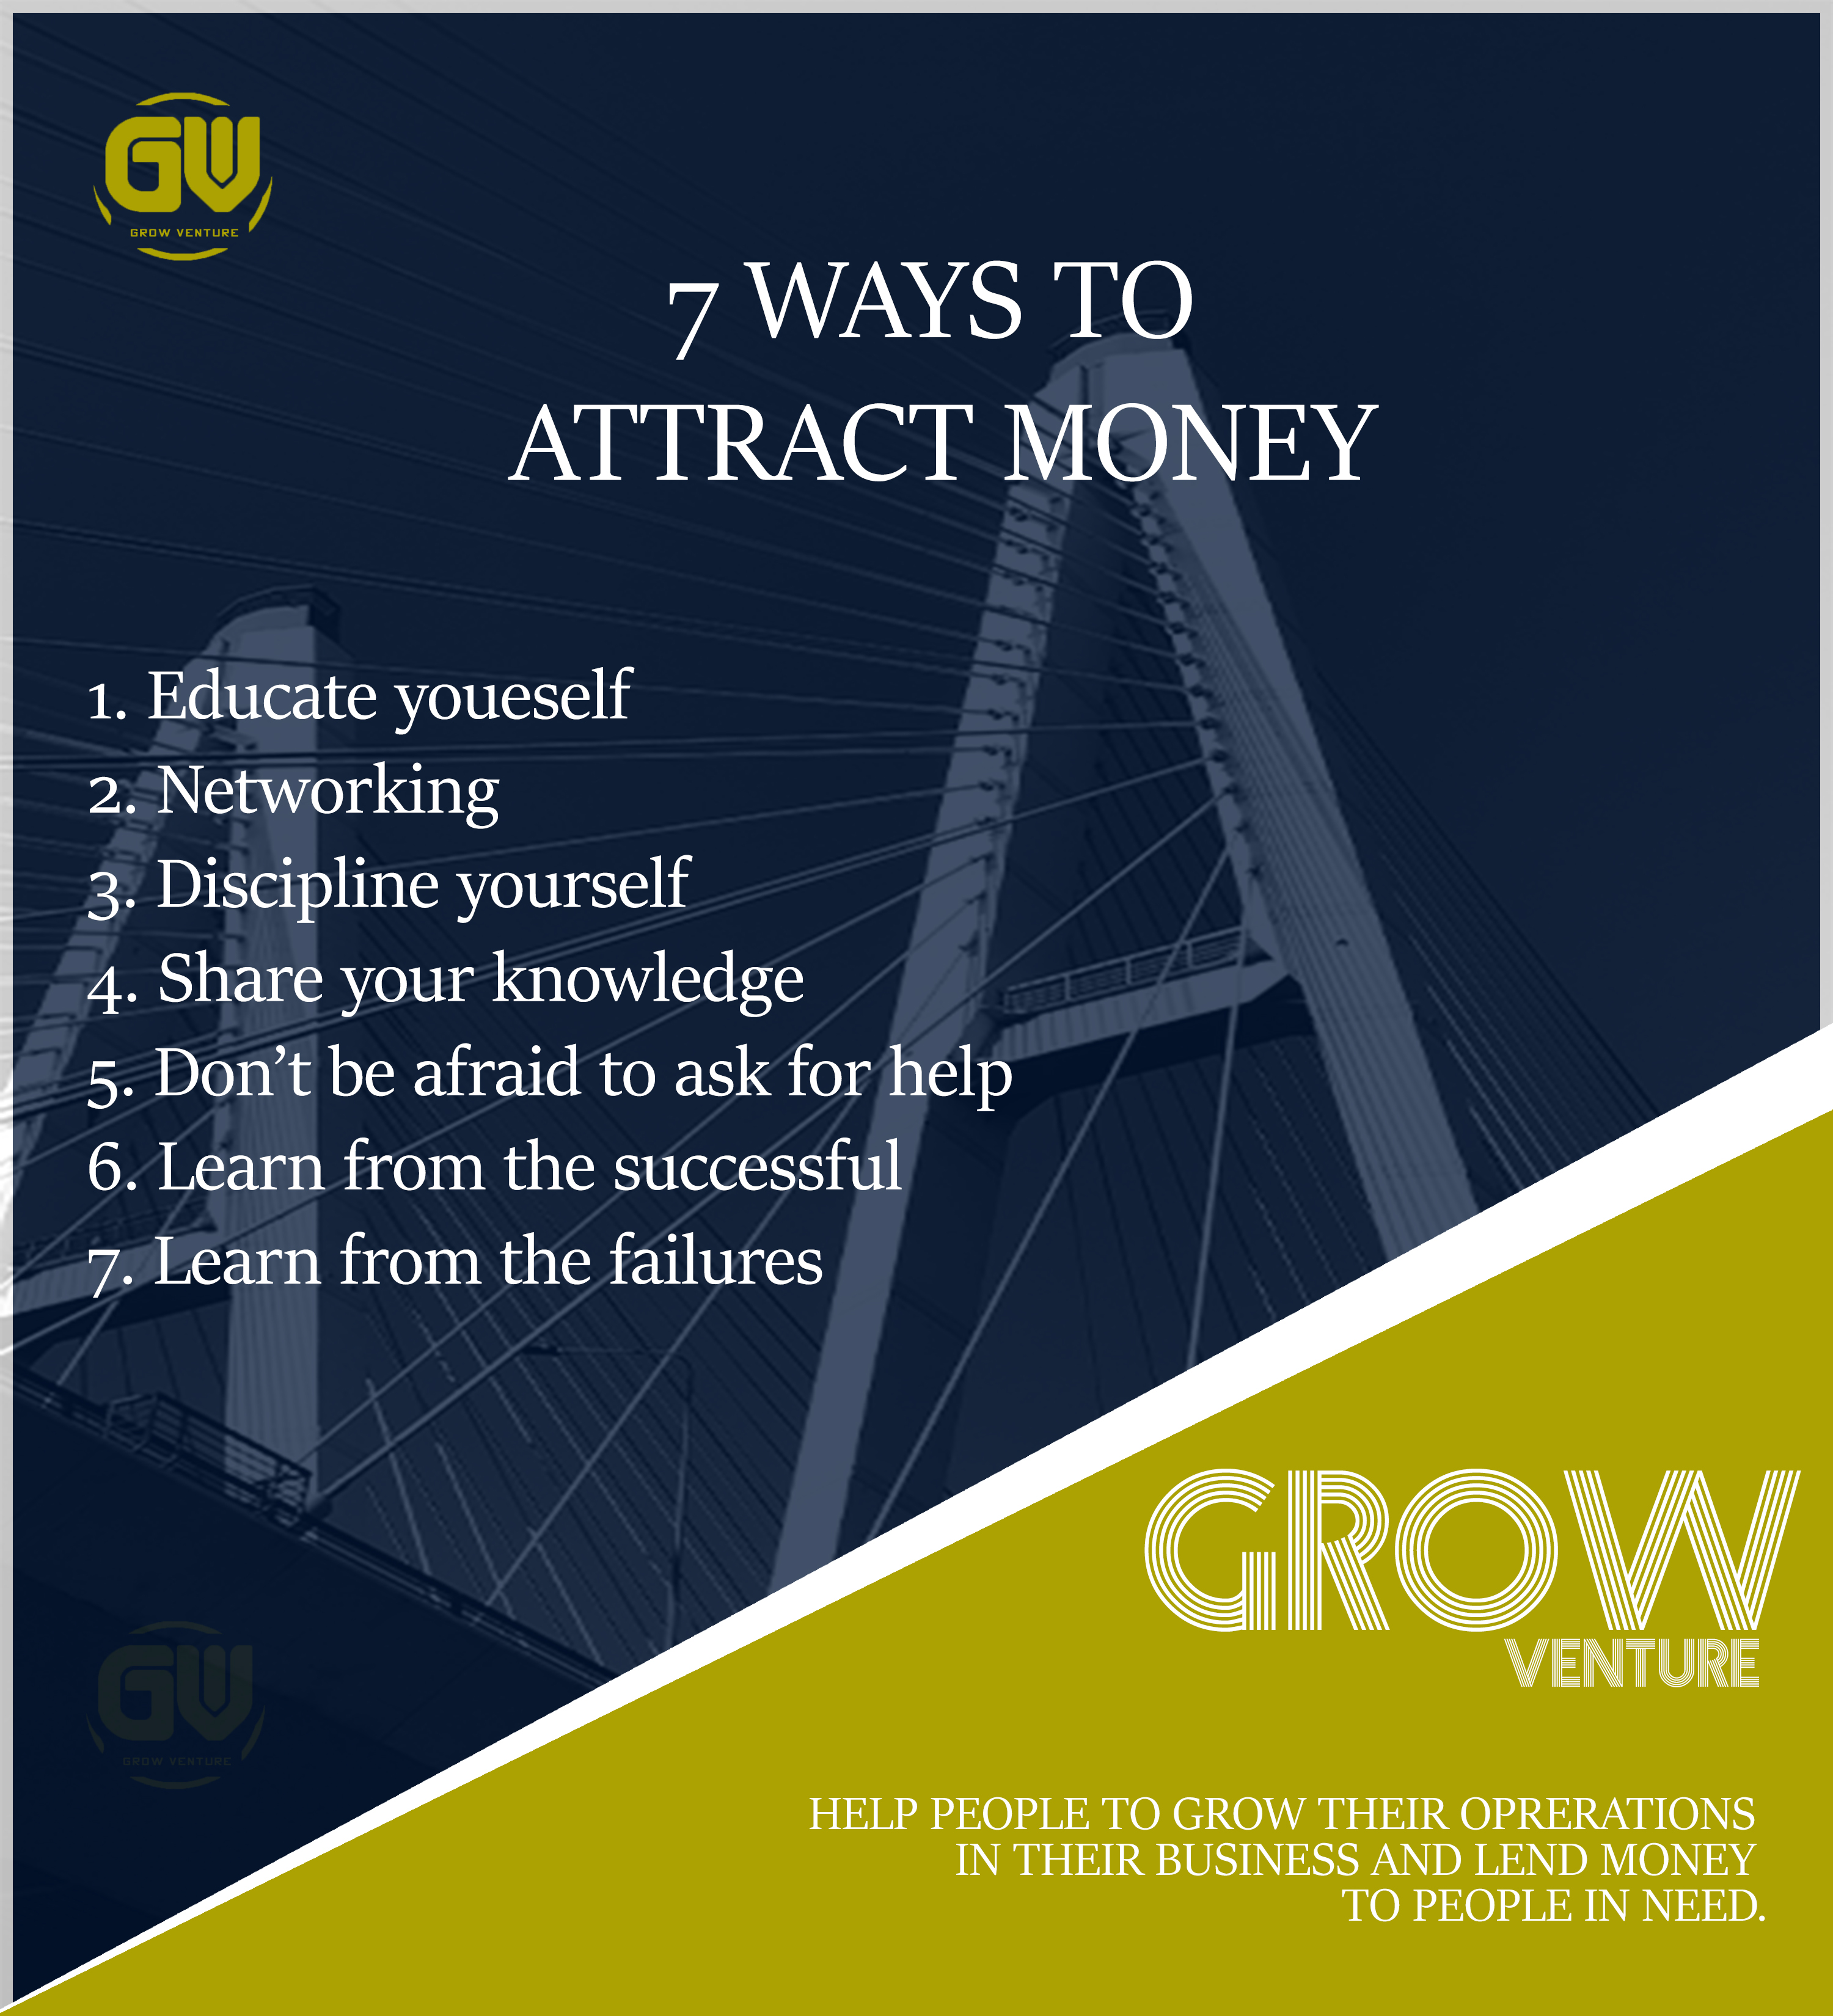 GV
GROW VENTURE
7 WAYS TO
ATTRACT MONEY
1. Educate youeself
2. Networking
3. Discipline yourself
4. Share your knowledge
5. Don’t be afraid to ask for help
6. Learn from the successful
7. Learn from the failures
GROW
VENTURE
GV
GROW VENTURE
HELP PEOPLE TO GROW THEIR OPRERATIONS
IN THEIR BUSINESS AND LEND MONEY
TO PEOPLE IN NEED.